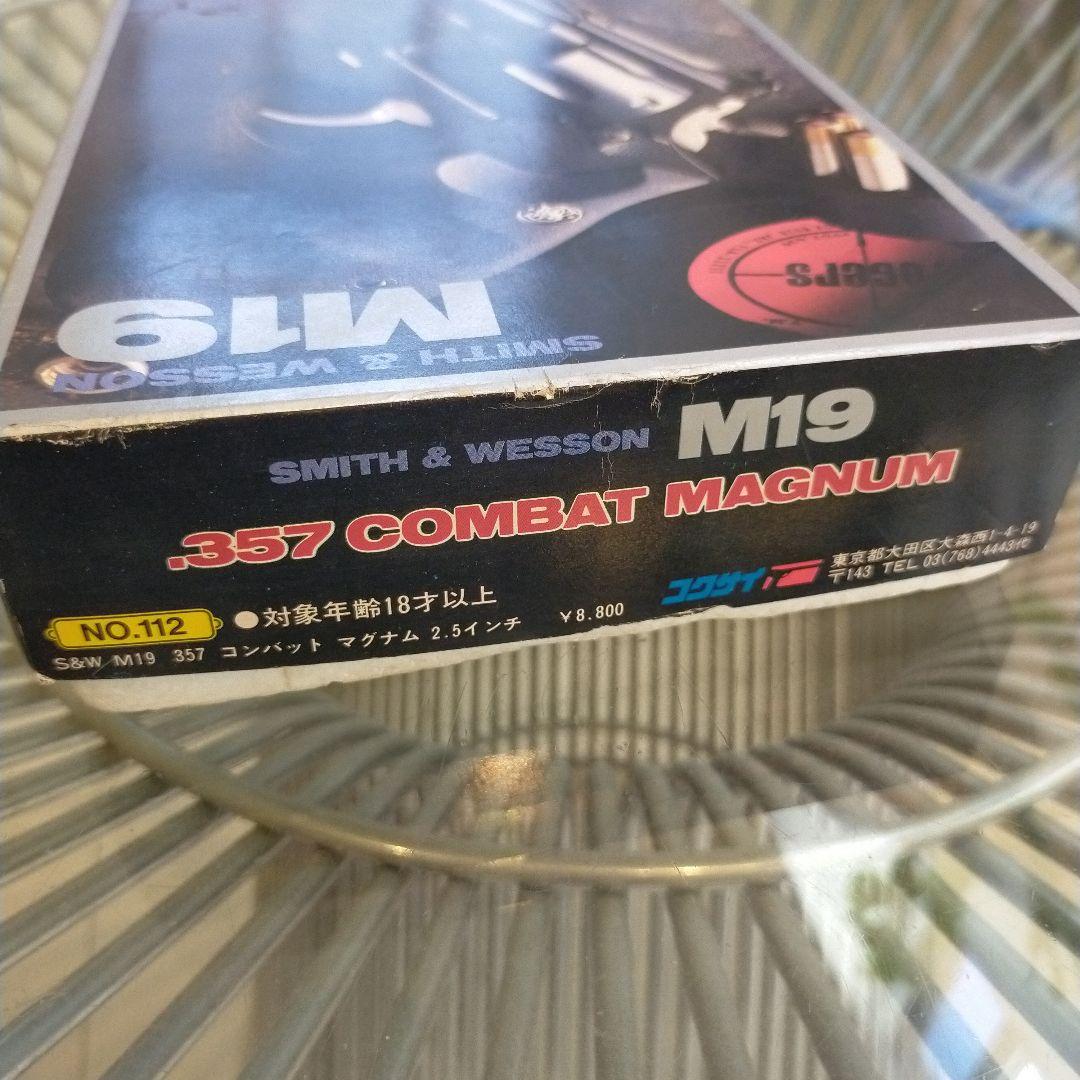 M19
SMITH & WESSON
SMITH & WESSON M19
.357 COMBAT MAGNUM
NO.112 ●対象年齢18才以上
S&W M19 357 コンバット マグナム 2.5インチ ¥8.800
コクサイ
東京都大田区大森西1-4-19
〒143 TEL 03(768)4443代